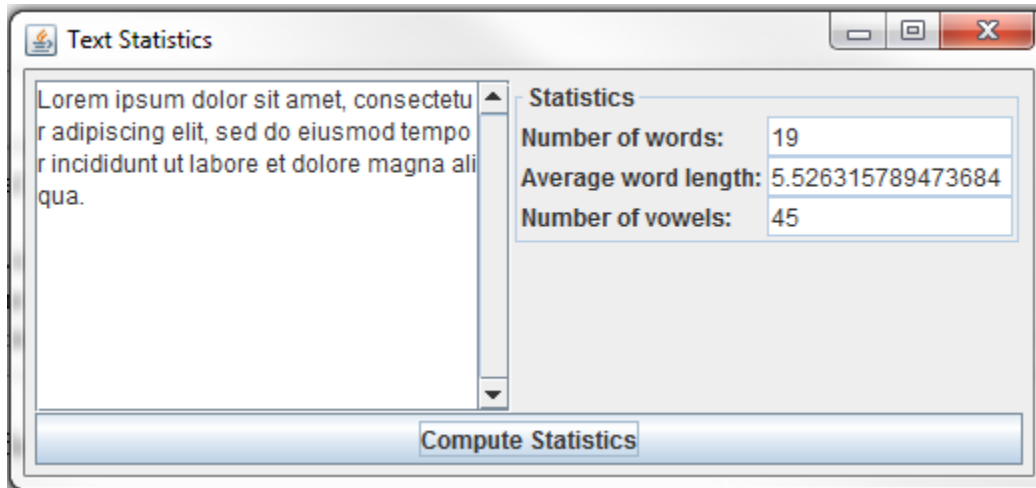 Text Statistics
Lorem ipsum dolor sit amet, consectetu
r adipiscing elit, sed do eiusmod tempo
r incididunt ut labore et dolore magna ali
qua.
Statistics
Number of words: 19
Average word length: 5.526315789473684
Number of vowels: 45
Compute Statistics